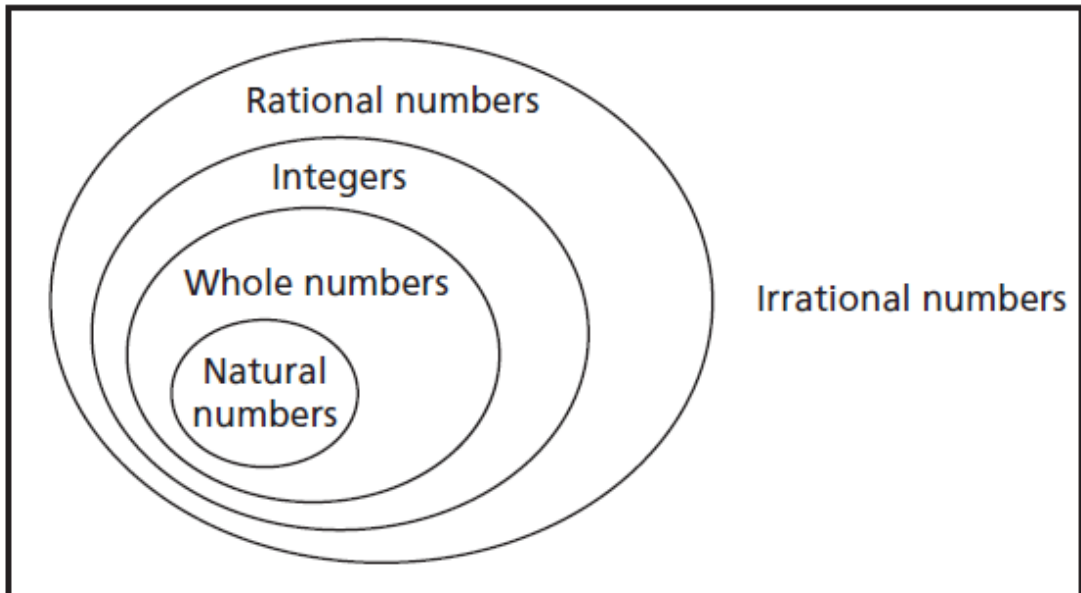 Rational numbers
Integers
Whole numbers
Irrational numbers
Natural
numbers